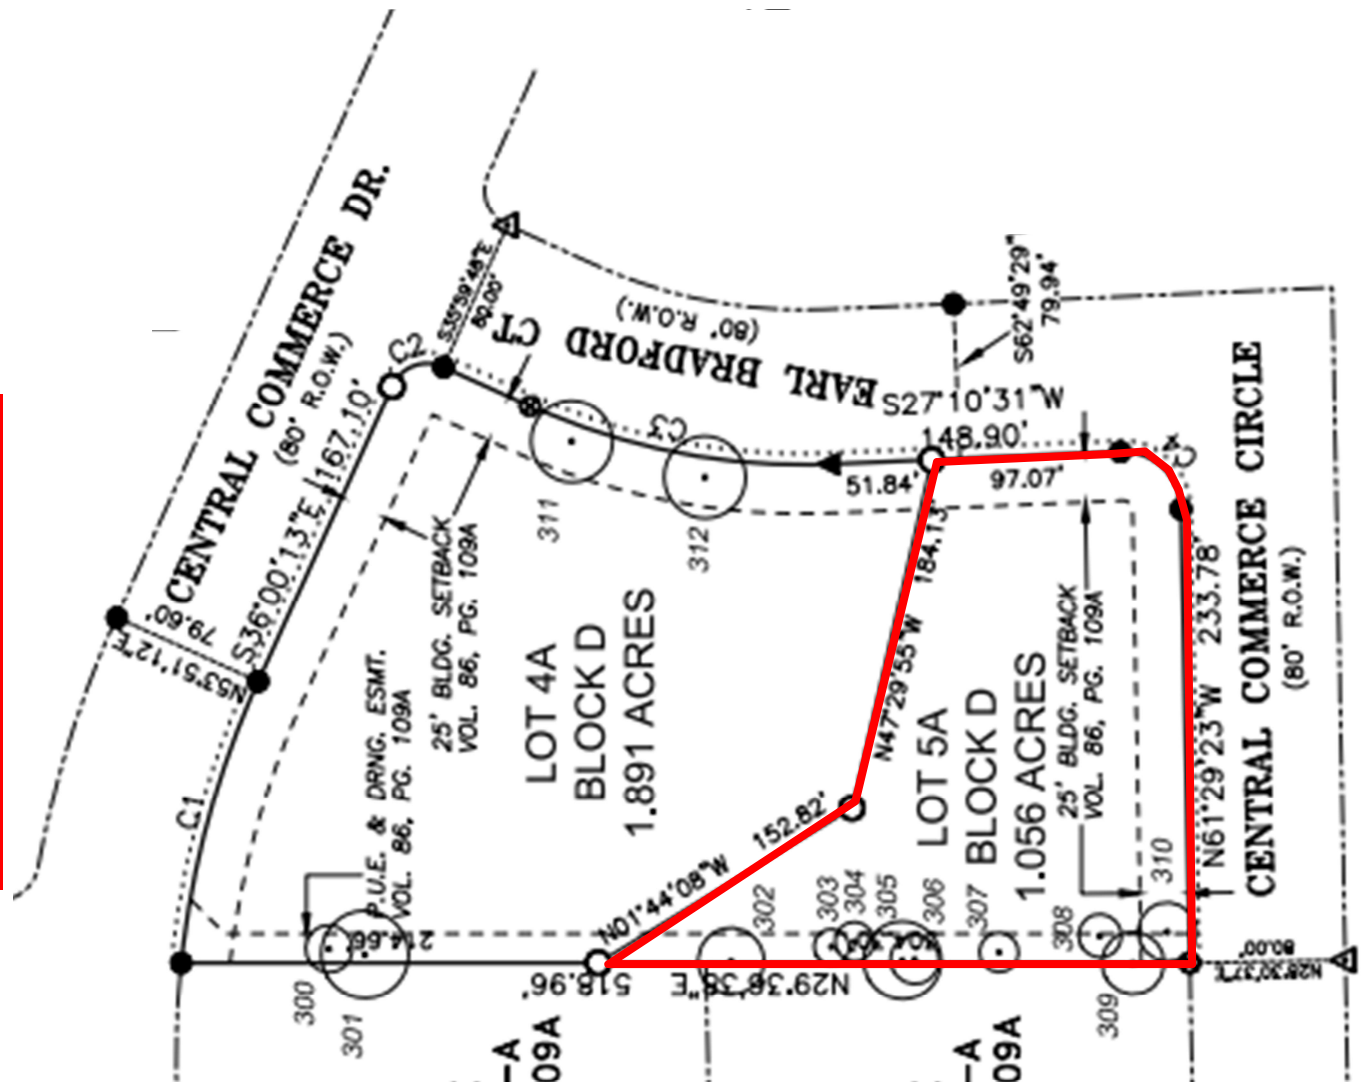 CENTRAL COMMERCE DR.
(80' R.O.W.)
S36°00'13"E 167.10'
79.60'
N53°51'12"E
C1
C2
C3
S35°59'48"E
80.00'
EARL BRADFORD CT
(80' R.O.W.)
S62°49'29"
79.94'
S27°10'31"W
148.90'
51.84'
97.07'
311
312
25' BLDG. SETBACK
VOL. 86, PG. 109A
P.U.E. & DRNG. ESMT.
VOL. 86, PG. 109A
LOT 4A
BLOCK D
1.891 ACRES
184.13'
N47°29'55"W
152.82'
N01°44'08"W
LOT 5A
BLOCK D
1.056 ACRES
25' BLDG. SETBACK
VOL. 86, PG. 109A
N61°29'23"W 233.78'
CENTRAL COMMERCE CIRCLE
(80' R.O.W.)
214.66'
300
301
302
303
304
305
306
307
308
309
310
518.96'
N29°36'38"E
80.00'
N28°30'37"E
-A
09A
-A
09A